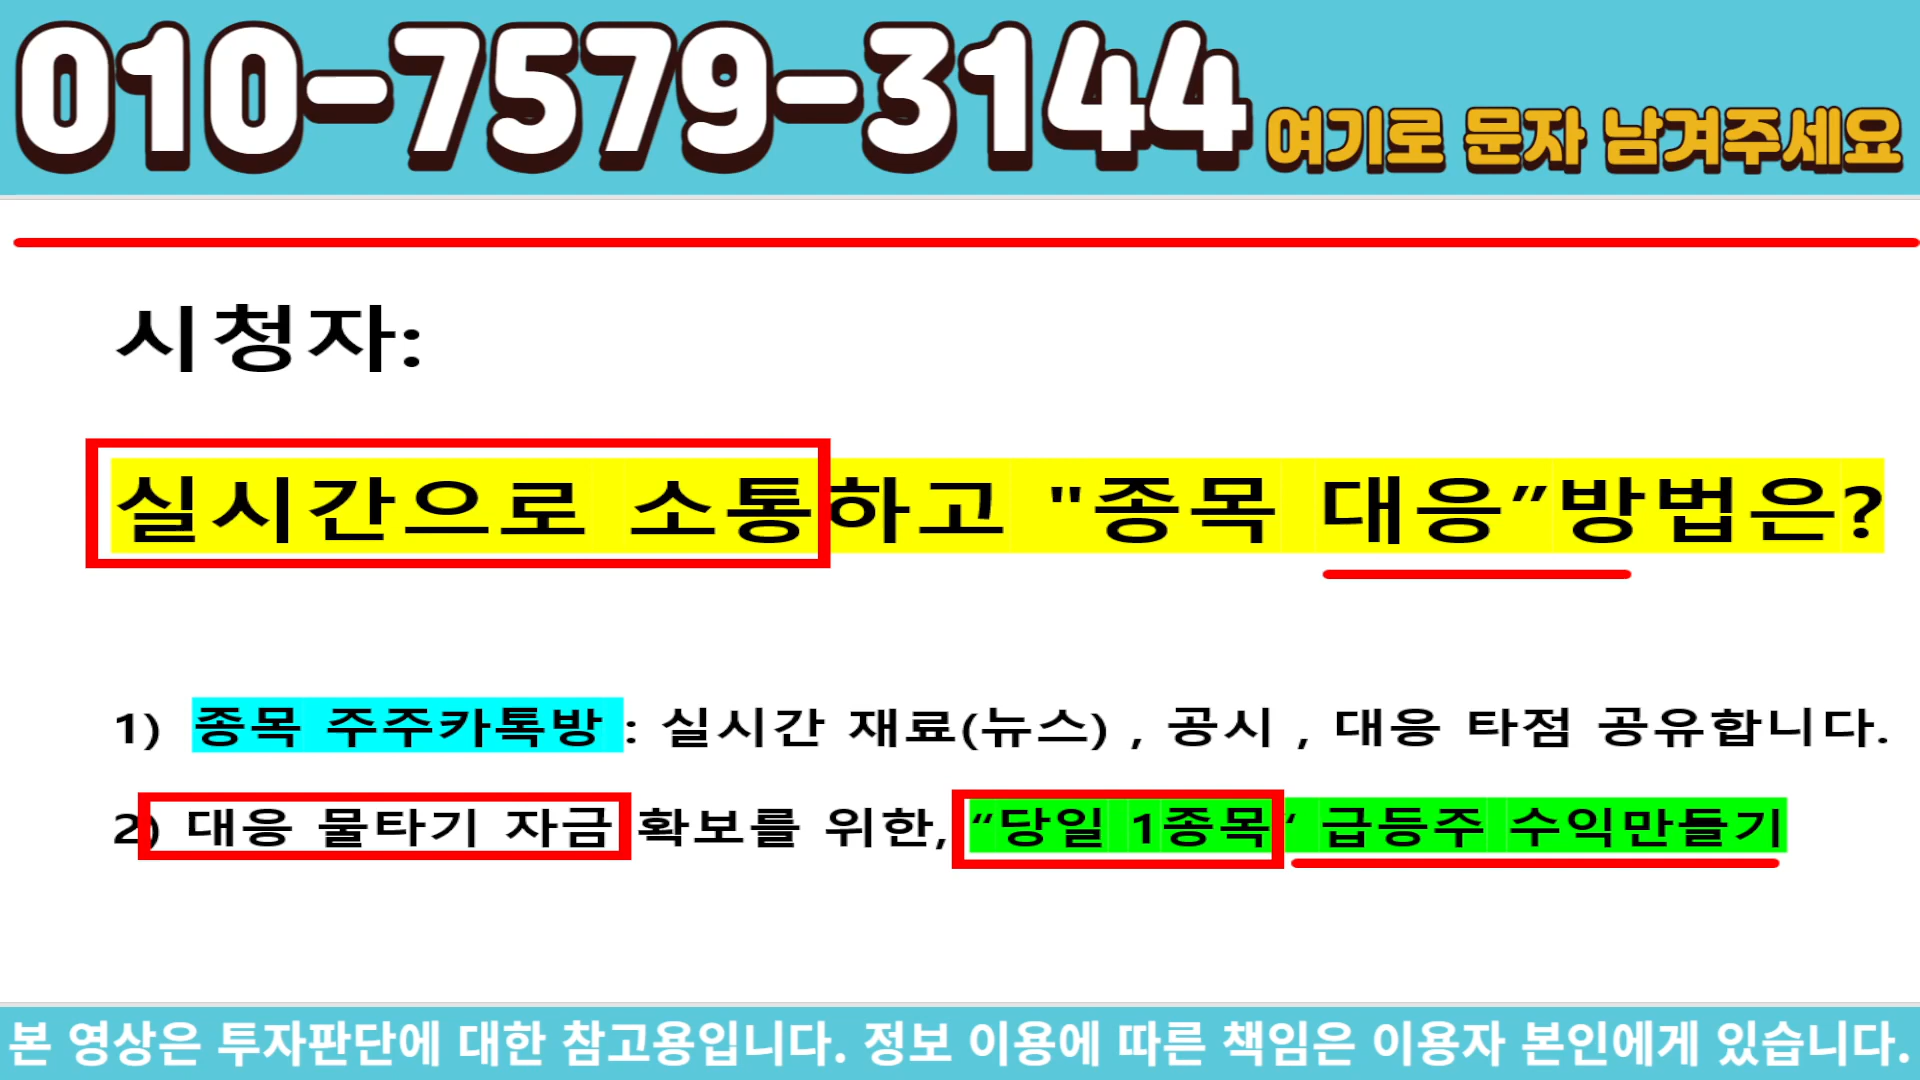 010-7579-3144 여기로 문자 남겨주세요
시청자:
실시간으로 소통하고 "종목 대응”방법은?
1) 종목 주주카톡방 : 실시간 재료(뉴스) , 공시 , 대응 타점 공유합니다.
2) 대응 물타기 자금 확보를 위한, “당일 1종목“ 급등주 수익만들기
본 영상은 투자판단에 대한 참고용입니다. 정보 이용에 따른 책임은 이용자 본인에게 있습니다.